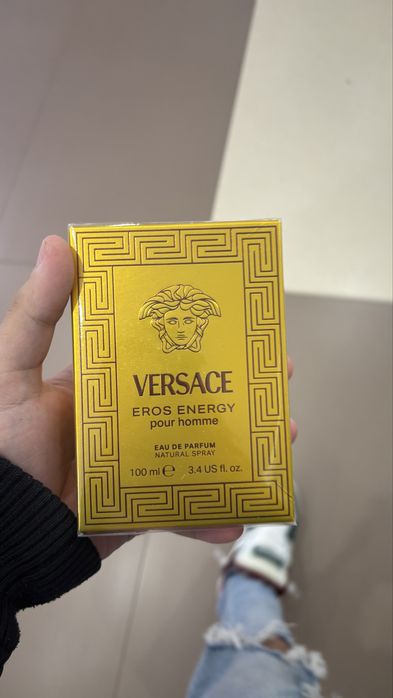 VERSACE
EROS ENERGY
pour homme
EAU DE PARFUM
NATURAL SPRAY
100 ml ℮ 3.4 US fl. oz.